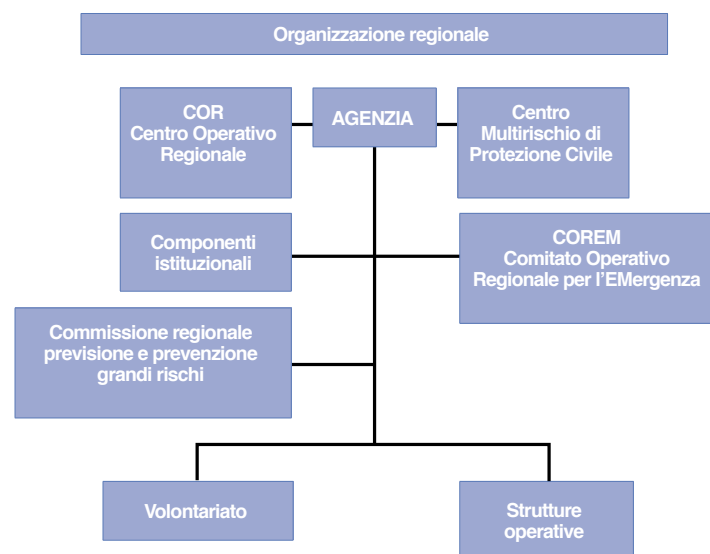 Organizzazione regionale
COR
Centro Operativo
Regionale
AGENZIA
Centro
Multirischio di
Protezione Civile
Componenti
istituzionali
COREM
Comitato Operativo
Regionale per l'EMergenza
Commissione regionale
previsione e prevenzione
grandi rischi
Volontariato
Strutture
operative